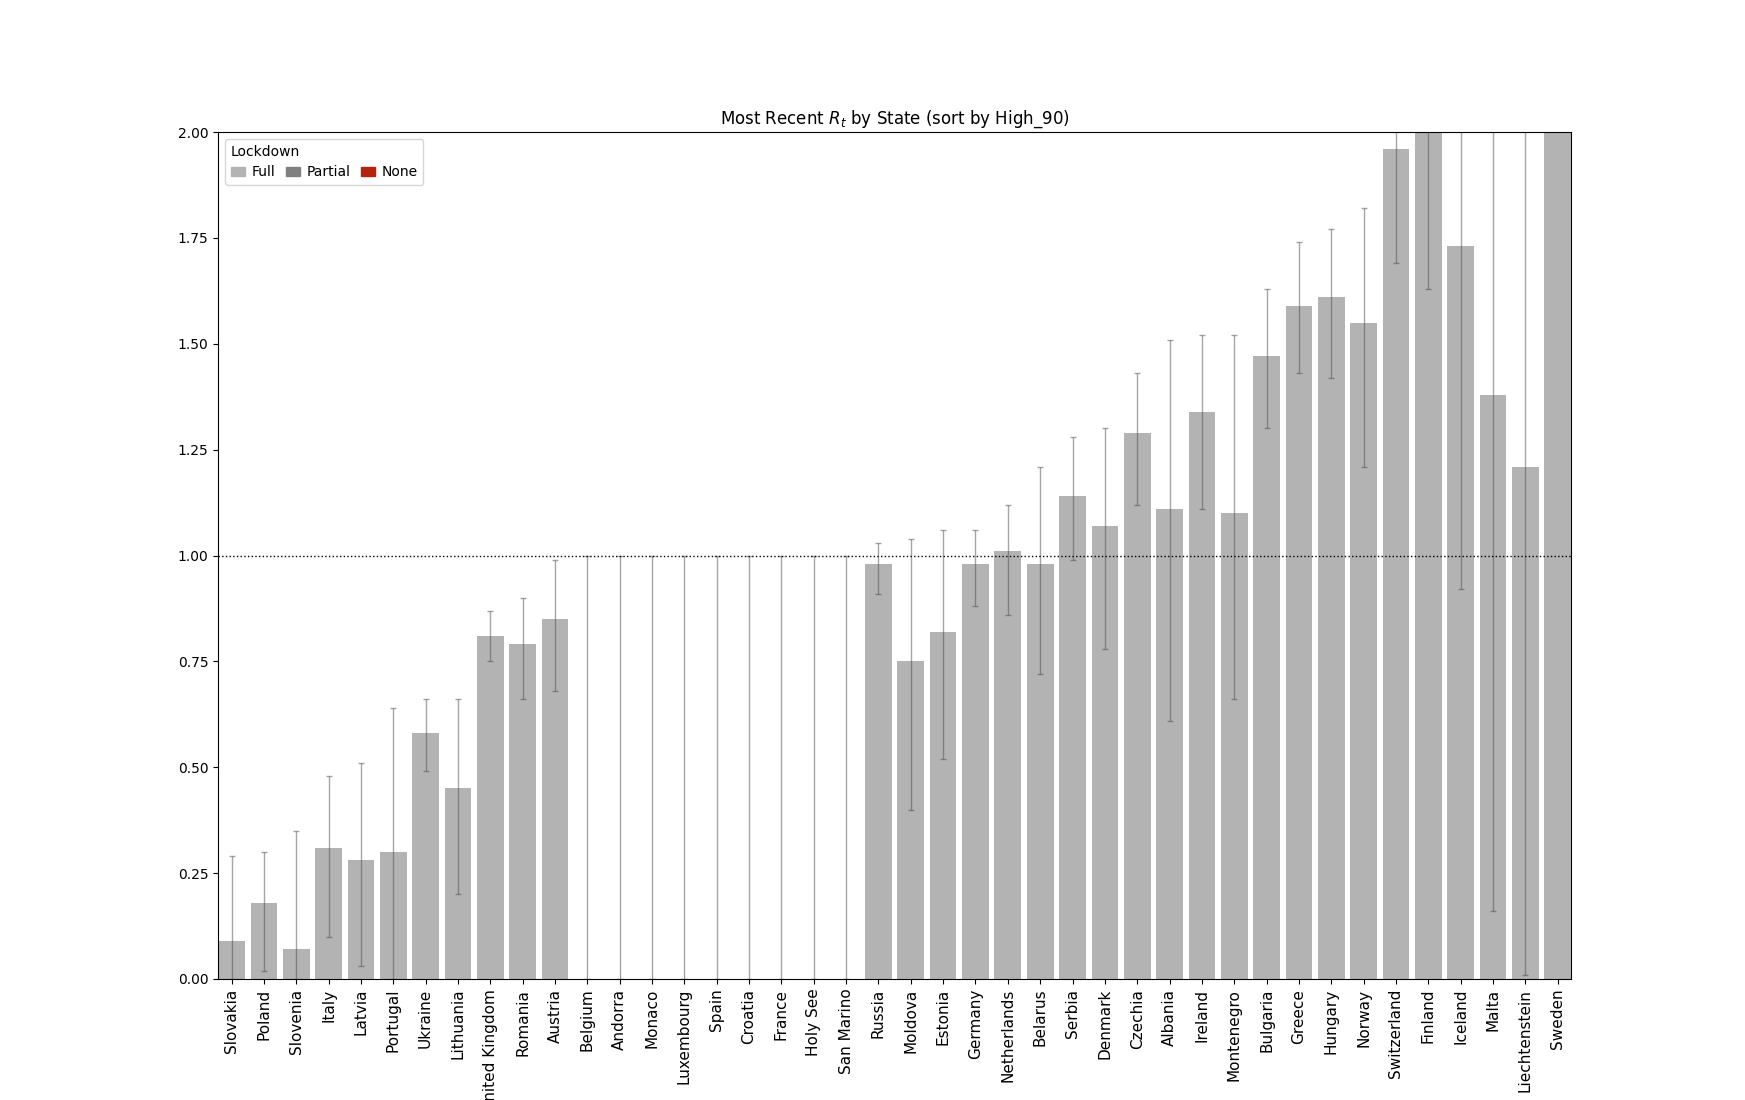 Most Recent R_t by State (sort by High_90)
Lockdown
Full Partial None
2.00
1.75
1.50
1.25
1.00
0.75
0.50
0.25
0.00
Slovakia
Poland
Slovenia
Italy
Latvia
Portugal
Ukraine
Lithuania
nited Kingdom
Romania
Austria
Belgium
Andorra
Monaco
Luxembourg
Spain
Croatia
France
Holy See
San Marino
Russia
Moldova
Estonia
Germany
Netherlands
Belarus
Serbia
Denmark
Czechia
Albania
Ireland
Montenegro
Bulgaria
Greece
Hungary
Norway
Switzerland
Finland
Iceland
Malta
Liechtenstein
Sweden